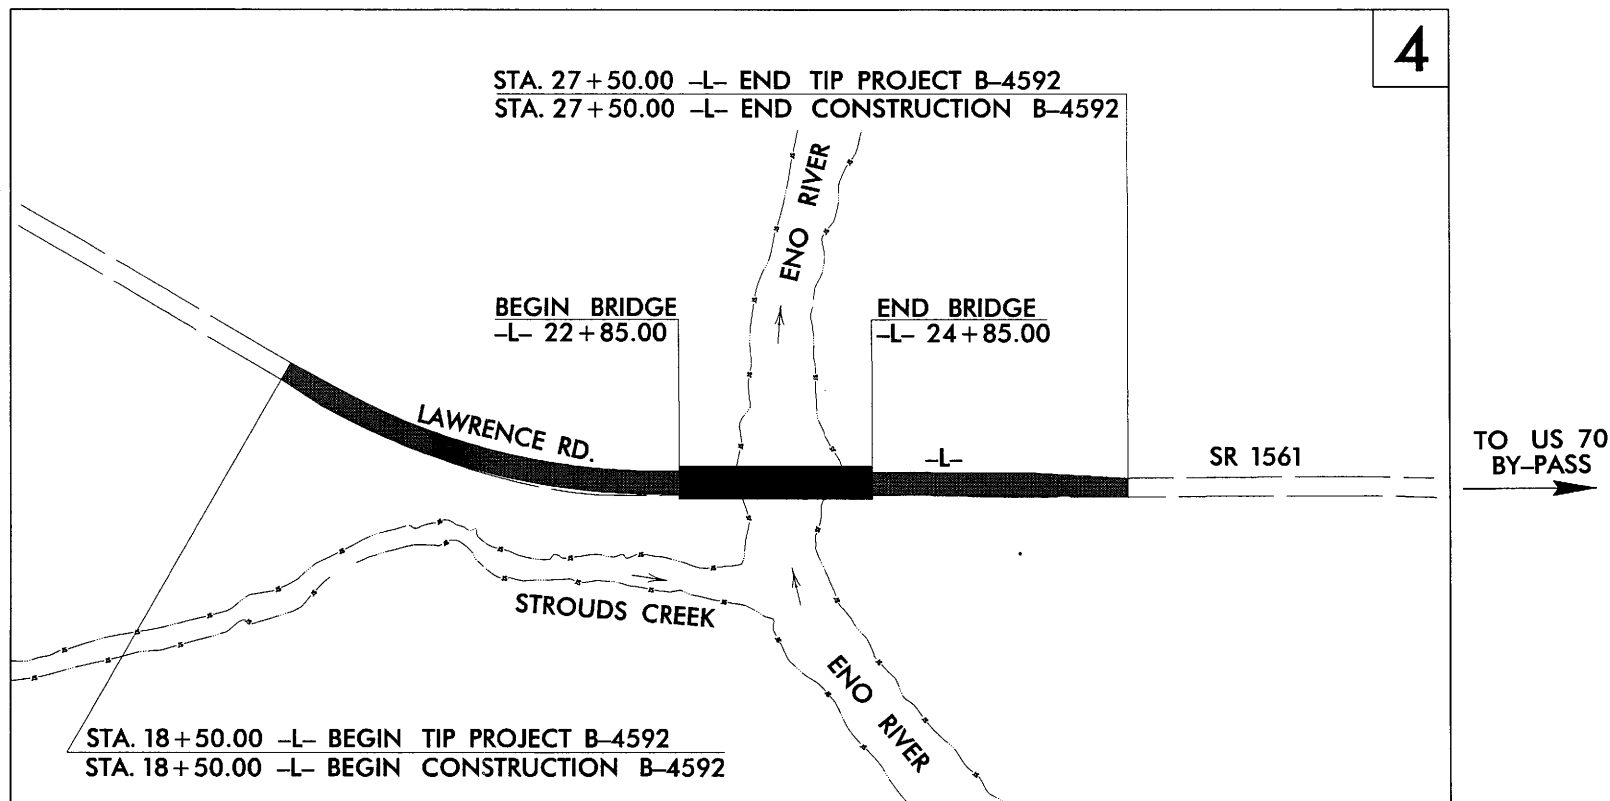 4
STA. 27+50.00 -L- END TIP PROJECT B-4592
STA. 27+50.00 -L- END CONSTRUCTION B-4592
ENO RIVER
BEGIN BRIDGE
-L- 22+85.00
END BRIDGE
-L- 24+85.00
LAWRENCE RD.
-L-
SR 1561
TO US 70
BY-PASS
STROUDS CREEK
ENO RIVER
STA. 18+50.00 -L- BEGIN TIP PROJECT B-4592
STA. 18+50.00 -L- BEGIN CONSTRUCTION B-4592